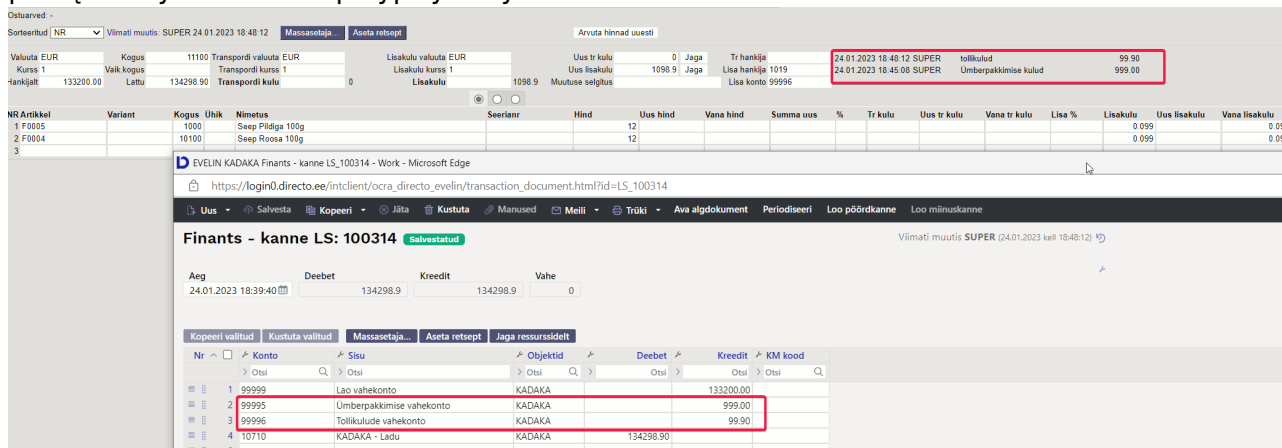 Ostuarved: -
Sorteeritud NR Viimati muutis: SUPER 24.01.2023 18:48:12 Massasetaja... Aseta retsept Arvuta hinnad uuesti
Valuuta EUR Kogus 11100 Transpordi valuuta EUR Lisakulu valuuta EUR Uus tr kulu 0 Jaga Tr hankija 24.01.2023 18:48:12 SUPER tollikulud 99.90
Kurss 1 Vaik.kogus Transpordi kurss 1 Lisakulu kurss 1 Uus lisakulu 1098.9 Jaga Lisa hankija 1019 24.01.2023 18:45:08 SUPER Ümberpakkimise kulud 999.00
Hankijalt 133200.00 Lattu 134298.90 Transpordi kulu 0 Lisakulu 1098.9 Muutuse selgitus Lisa konto 99996
NR Artikkel Variant Kogus Ühik Nimetus Seerianr Hind Uus hind Vana hind Summa uus % Tr kulu Uus tr kulu Vana tr kulu Lisa % Lisakulu Uus lisakulu Vana lisakulu
1 F0005 1000 Seep Pildiga 100g 12 0.099 0.09
2 F0004 10100 Seep Roosa 100g 12 0.099 0.09
3
EVELIN KADAKA Finants - kanne LS_100314 - Work - Microsoft Edge
https://login0.directo.ee/intclient/ocra_directo_evelin/transaction_document.html?id=LS_100314
Uus Salvesta Kopeeri Jäta Kustuta Manused Meili Trüki Ava algdokument Periodiseeri Loo pöördkanne Loo miinuskanne
Finants - kanne LS: 100314 Salvestatud Viimati muutis SUPER (24.01.2023 kell 18:48:12)
Aeg Deebet Kreedit Vahe
24.01.2023 18:39:40 134298.9 134298.9 0
Kopeeri valitud Kustuta valitud Massasetaja... Aseta retsept Jaga ressurssidelt
Nr Konto Sisu Objektid Deebet Kreedit KM kood
> Otsi > Otsi > Otsi > Otsi > Otsi > Otsi
1 99999 Lao vahekonto KADAKA 133200.00
2 99995 Ümberpakkimise vahekonto KADAKA 999.00
3 99996 Tollikulude vahekonto KADAKA 99.90
4 10710 KADAKA - Ladu KADAKA 134298.90